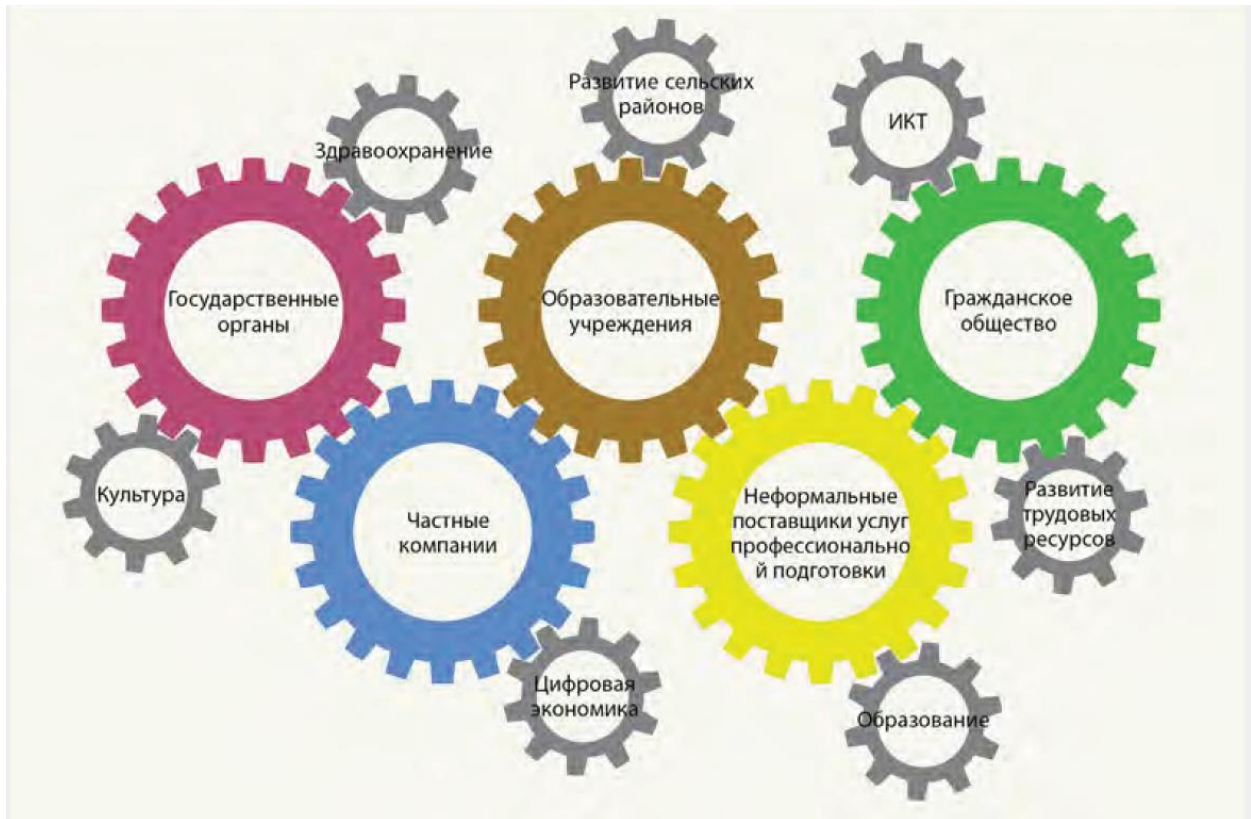 Развитие сельских
районов
ИКТ
Здравоохранение
Государственные
органы
Образовательные
учреждения
Гражданское
общество
Культура
Частные
компании
Неформальные
поставщики услуг
профессионально
й подготовки
Развитие
трудовых
ресурсов
Цифровая
экономика
Образование